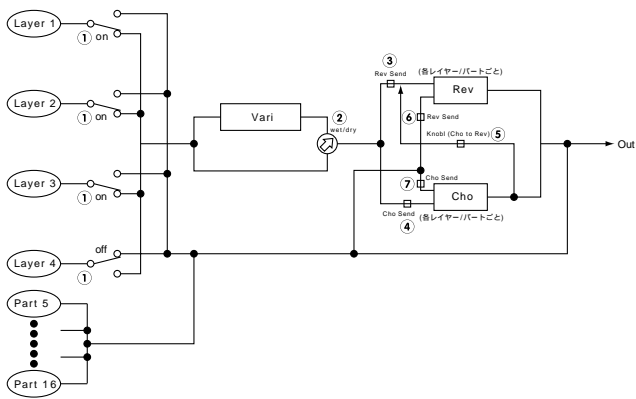 Layer 1
① on
Layer 2
① on
Layer 3
① on
off
Layer 4
①
Part 5
Part 16
Vari
②
wet/dry
③
Rev Send
(各レイヤー/パートごと)
Rev
⑥ Rev Send
Knobl (Cho to Rev) ⑤
Out
⑦ Cho Send
Cho
Cho Send
④
(各レイヤー/パートごと)